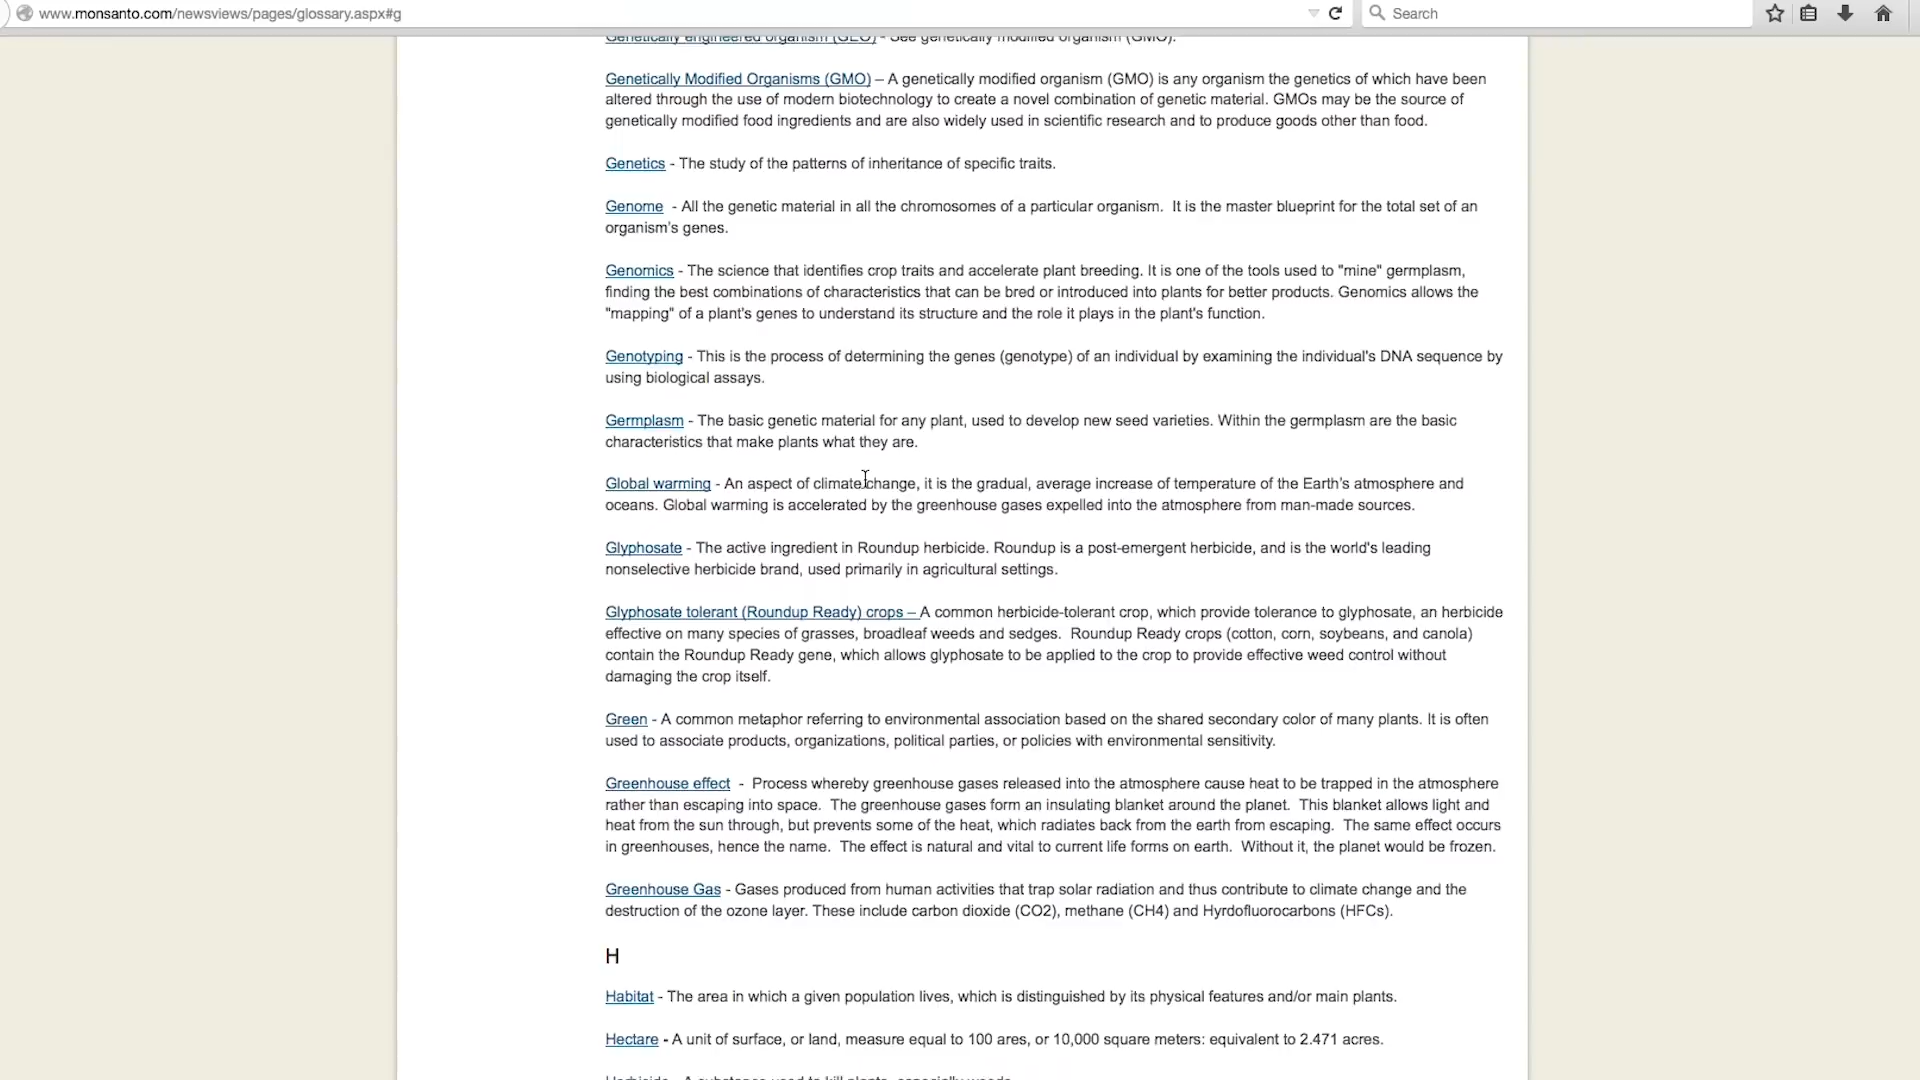 www.monsanto.com/newsviews/pages/glossary.aspx#g
Search
Genetically engineered organism (GEO) - See genetically modified organism (GMO).
Genetically Modified Organisms (GMO) – A genetically modified organism (GMO) is any organism the genetics of which have been
altered through the use of modern biotechnology to create a novel combination of genetic material. GMOs may be the source of
genetically modified food ingredients and are also widely used in scientific research and to produce goods other than food.
Genetics - The study of the patterns of inheritance of specific traits.
Genome - All the genetic material in all the chromosomes of a particular organism. It is the master blueprint for the total set of an
organism's genes.
Genomics - The science that identifies crop traits and accelerate plant breeding. It is one of the tools used to "mine" germplasm,
finding the best combinations of characteristics that can be bred or introduced into plants for better products. Genomics allows the
"mapping" of a plant's genes to understand its structure and the role it plays in the plant's function.
Genotyping - This is the process of determining the genes (genotype) of an individual by examining the individual's DNA sequence by
using biological assays.
Germplasm - The basic genetic material for any plant, used to develop new seed varieties. Within the germplasm are the basic
characteristics that make plants what they are.
Global warming - An aspect of climate change, it is the gradual, average increase of temperature of the Earth's atmosphere and
oceans. Global warming is accelerated by the greenhouse gases expelled into the atmosphere from man-made sources.
Glyphosate - The active ingredient in Roundup herbicide. Roundup is a post-emergent herbicide, and is the world's leading
nonselective herbicide brand, used primarily in agricultural settings.
Glyphosate tolerant (Roundup Ready) crops – A common herbicide-tolerant crop, which provide tolerance to glyphosate, an herbicide
effective on many species of grasses, broadleaf weeds and sedges. Roundup Ready crops (cotton, corn, soybeans, and canola)
contain the Roundup Ready gene, which allows glyphosate to be applied to the crop to provide effective weed control without
damaging the crop itself.
Green - A common metaphor referring to environmental association based on the shared secondary color of many plants. It is often
used to associate products, organizations, political parties, or policies with environmental sensitivity.
Greenhouse effect - Process whereby greenhouse gases released into the atmosphere cause heat to be trapped in the atmosphere
rather than escaping into space. The greenhouse gases form an insulating blanket around the planet. This blanket allows light and
heat from the sun through, but prevents some of the heat, which radiates back from the earth from escaping. The same effect occurs
in greenhouses, hence the name. The effect is natural and vital to current life forms on earth. Without it, the planet would be frozen.
Greenhouse Gas - Gases produced from human activities that trap solar radiation and thus contribute to climate change and the
destruction of the ozone layer. These include carbon dioxide (CO2), methane (CH4) and Hyrdofluorocarbons (HFCs).
H
Habitat - The area in which a given population lives, which is distinguished by its physical features and/or main plants.
Hectare - A unit of surface, or land, measure equal to 100 ares, or 10,000 square meters: equivalent to 2.471 acres.
Herbicide - A substance used to kill plants, especially weeds.